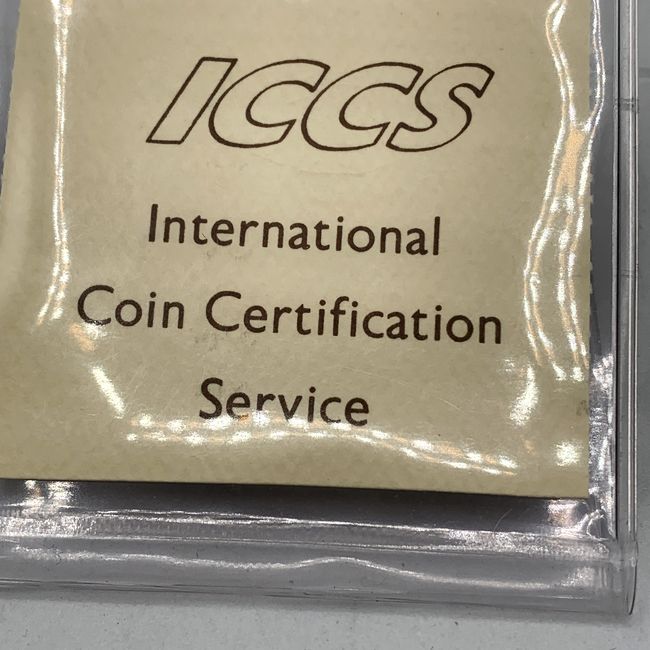 ICCS
International
Coin Certification
Service